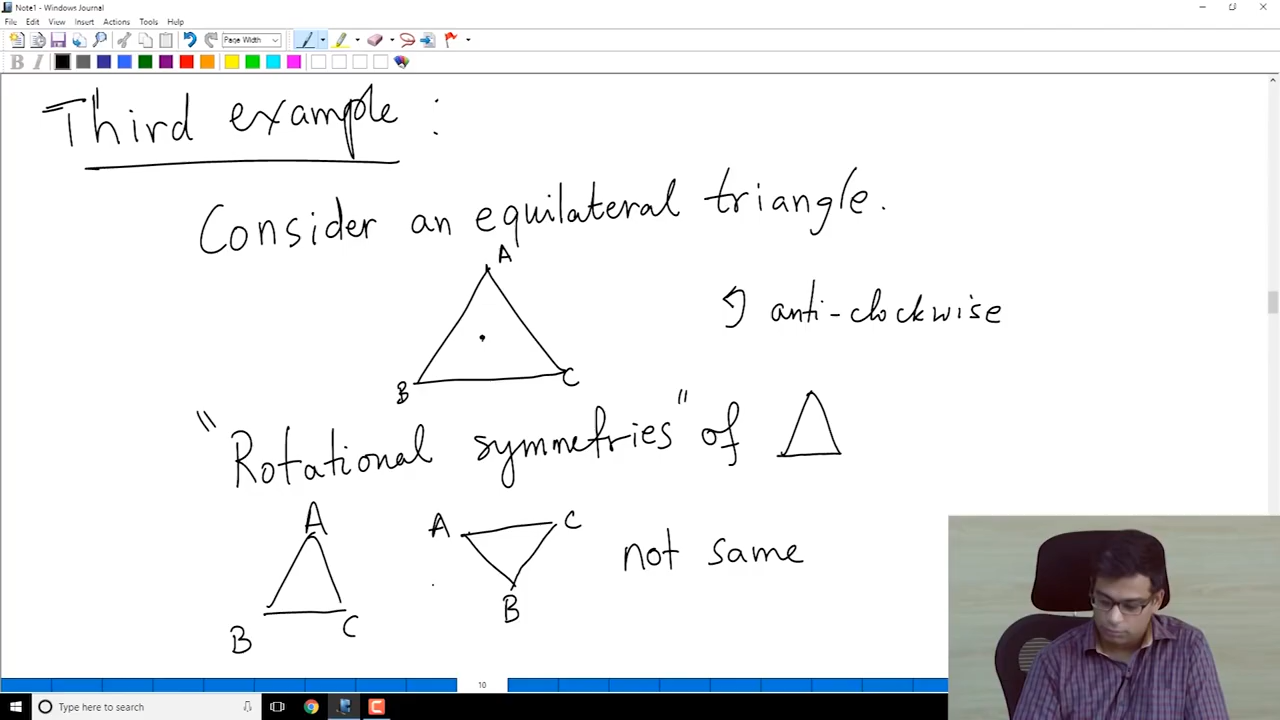 Note1 - Windows Journal
File Edit View Insert Actions Tools Help
Page Width
B I
Third example :
Consider an equilateral triangle.
A
anti-clockwise
B C
"Rotational symmetries" of
A
A C
not same
B
B C
10
Type here to search